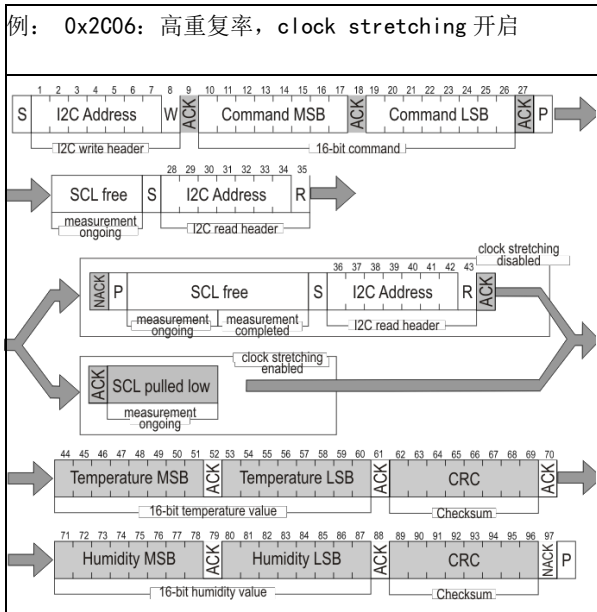 例： 0x2C06：高重复率，clock stretching 开启
1 2 3 4 5 6 7 8 9 10 11 12 13 14 15 16 17 18 19 20 21 22 23 24 25 26 27
S I2C Address W ACK Command MSB ACK Command LSB ACK P
I2C write header 16-bit command
28 29 30 31 32 33 34 35
SCL free S I2C Address R
measurement ongoing I2C read header
clock stretching disabled
36 37 38 39 40 41 42 43
NACK P SCL free S I2C Address R ACK
measurement ongoing measurement completed I2C read header
clock stretching enabled
ACK SCL pulled low
measurement ongoing
44 45 46 47 48 49 50 51 52 53 54 55 56 57 58 59 60 61 62 63 64 65 66 67 68 69 70
Temperature MSB ACK Temperature LSB ACK CRC ACK
16-bit temperature value Checksum
71 72 73 74 75 76 77 78 79 80 81 82 83 84 85 86 87 88 89 90 91 92 93 94 95 96 97
Humidity MSB ACK Humidity LSB ACK CRC NACK P
16-bit humidity value Checksum